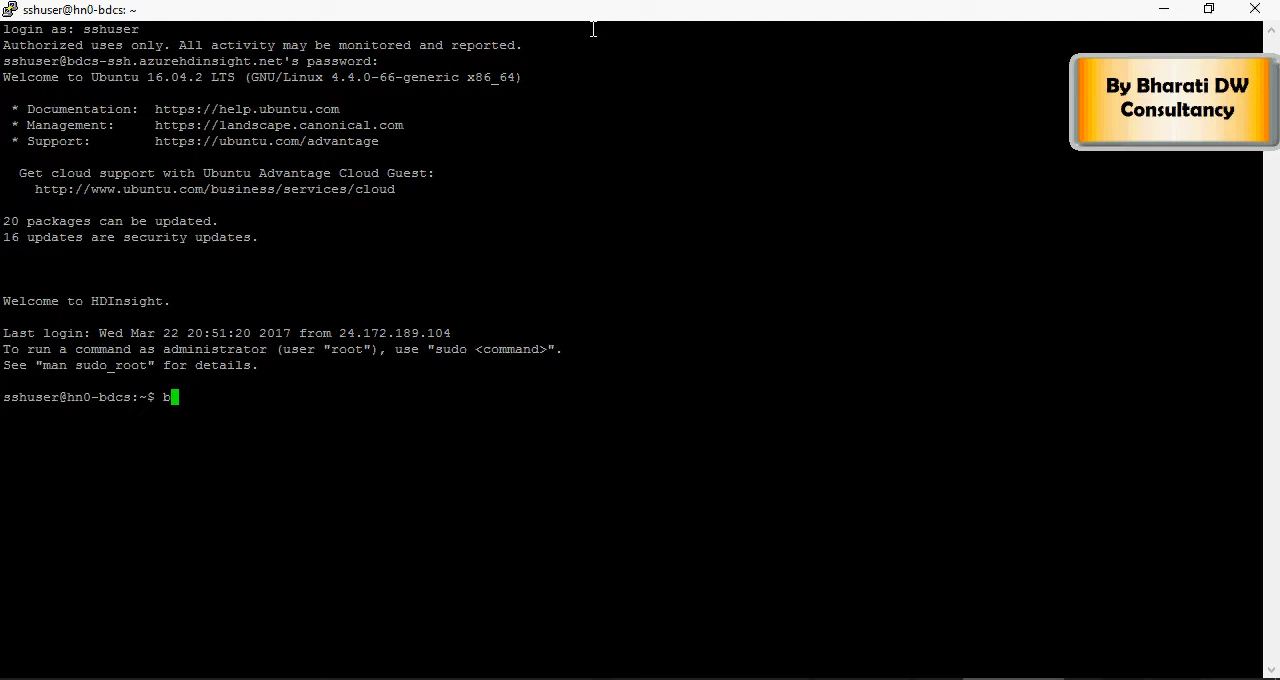 sshuser@hn0-bdcs: ~
login as: sshuser
Authorized uses only. All activity may be monitored and reported.
sshuser@bdcs-ssh.azurehdinsight.net's password:
Welcome to Ubuntu 16.04.2 LTS (GNU/Linux 4.4.0-66-generic x86_64)
* Documentation:  https://help.ubuntu.com
* Management:     https://landscape.canonical.com
* Support:        https://ubuntu.com/advantage
Get cloud support with Ubuntu Advantage Cloud Guest:
http://www.ubuntu.com/business/services/cloud
20 packages can be updated.
16 updates are security updates.
Welcome to HDInsight.
Last login: Wed Mar 22 20:51:20 2017 from 24.172.189.104
To run a command as administrator (user "root"), use "sudo <command>".
See "man sudo_root" for details.
sshuser@hn0-bdcs:~$ b
By Bharati DW
Consultancy